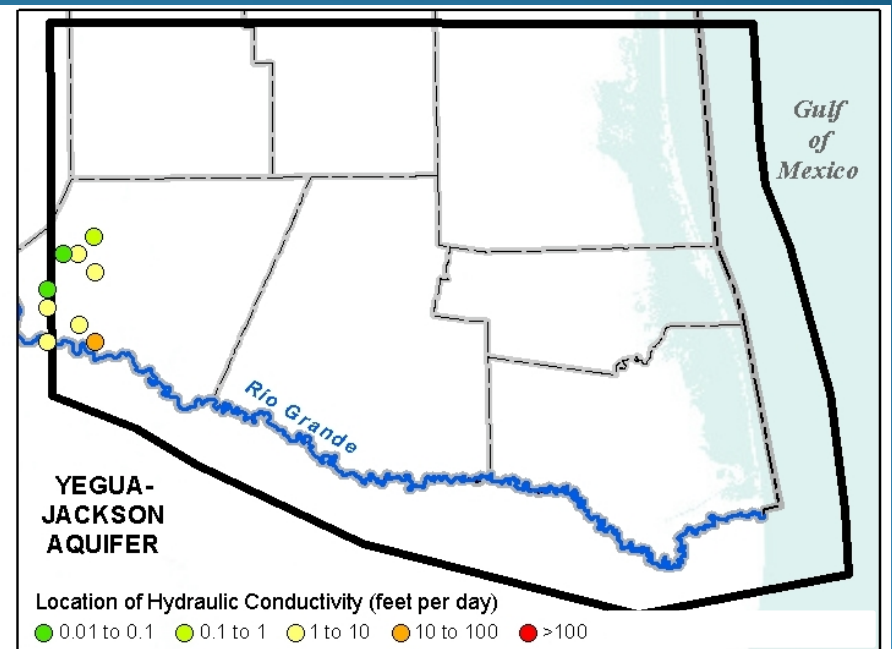 Gulf
of
Mexico
Río Grande
YEGUA-
JACKSON
AQUIFER
Location of Hydraulic Conductivity (feet per day)
0.01 to 0.1 0.1 to 1 1 to 10 10 to 100 >100